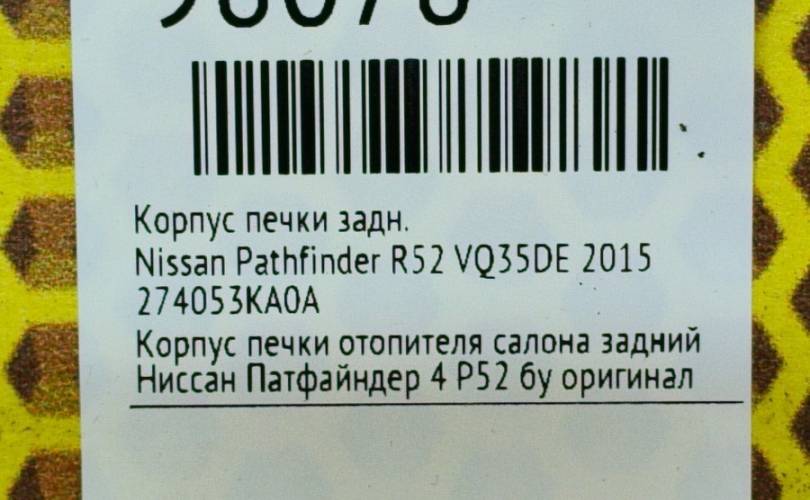 Корпус печки задн.
Nissan Pathfinder R52 VQ35DE 2015
274053KA0A
Корпус печки отопителя салона задний
Ниссан Патфайндер 4 Р52 бу оригинал